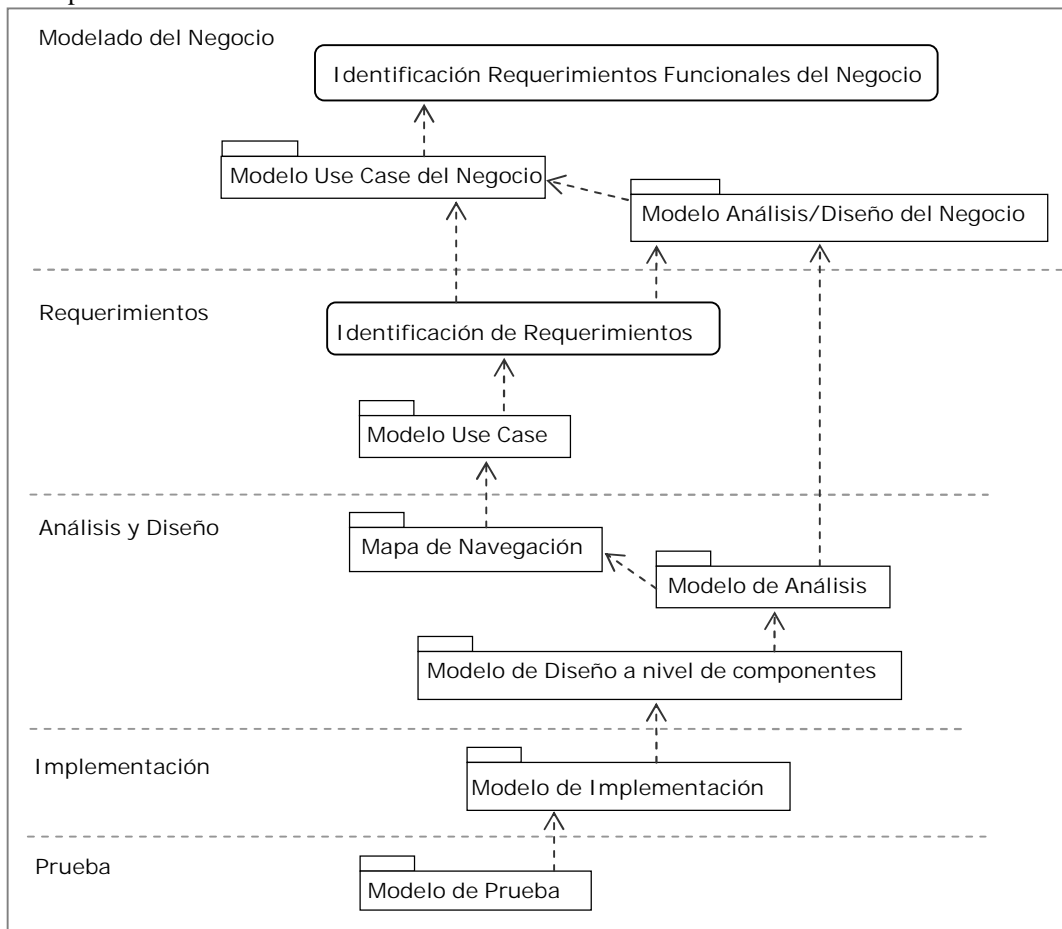 Modelado del Negocio
Identificación Requerimientos Funcionales del Negocio
Modelo Use Case del Negocio
Modelo Análisis/Diseño del Negocio
Requerimientos
Identificación de Requerimientos
Modelo Use Case
Análisis y Diseño
Mapa de Navegación
Modelo de Análisis
Modelo de Diseño a nivel de componentes
Implementación
Modelo de Implementación
Prueba
Modelo de Prueba